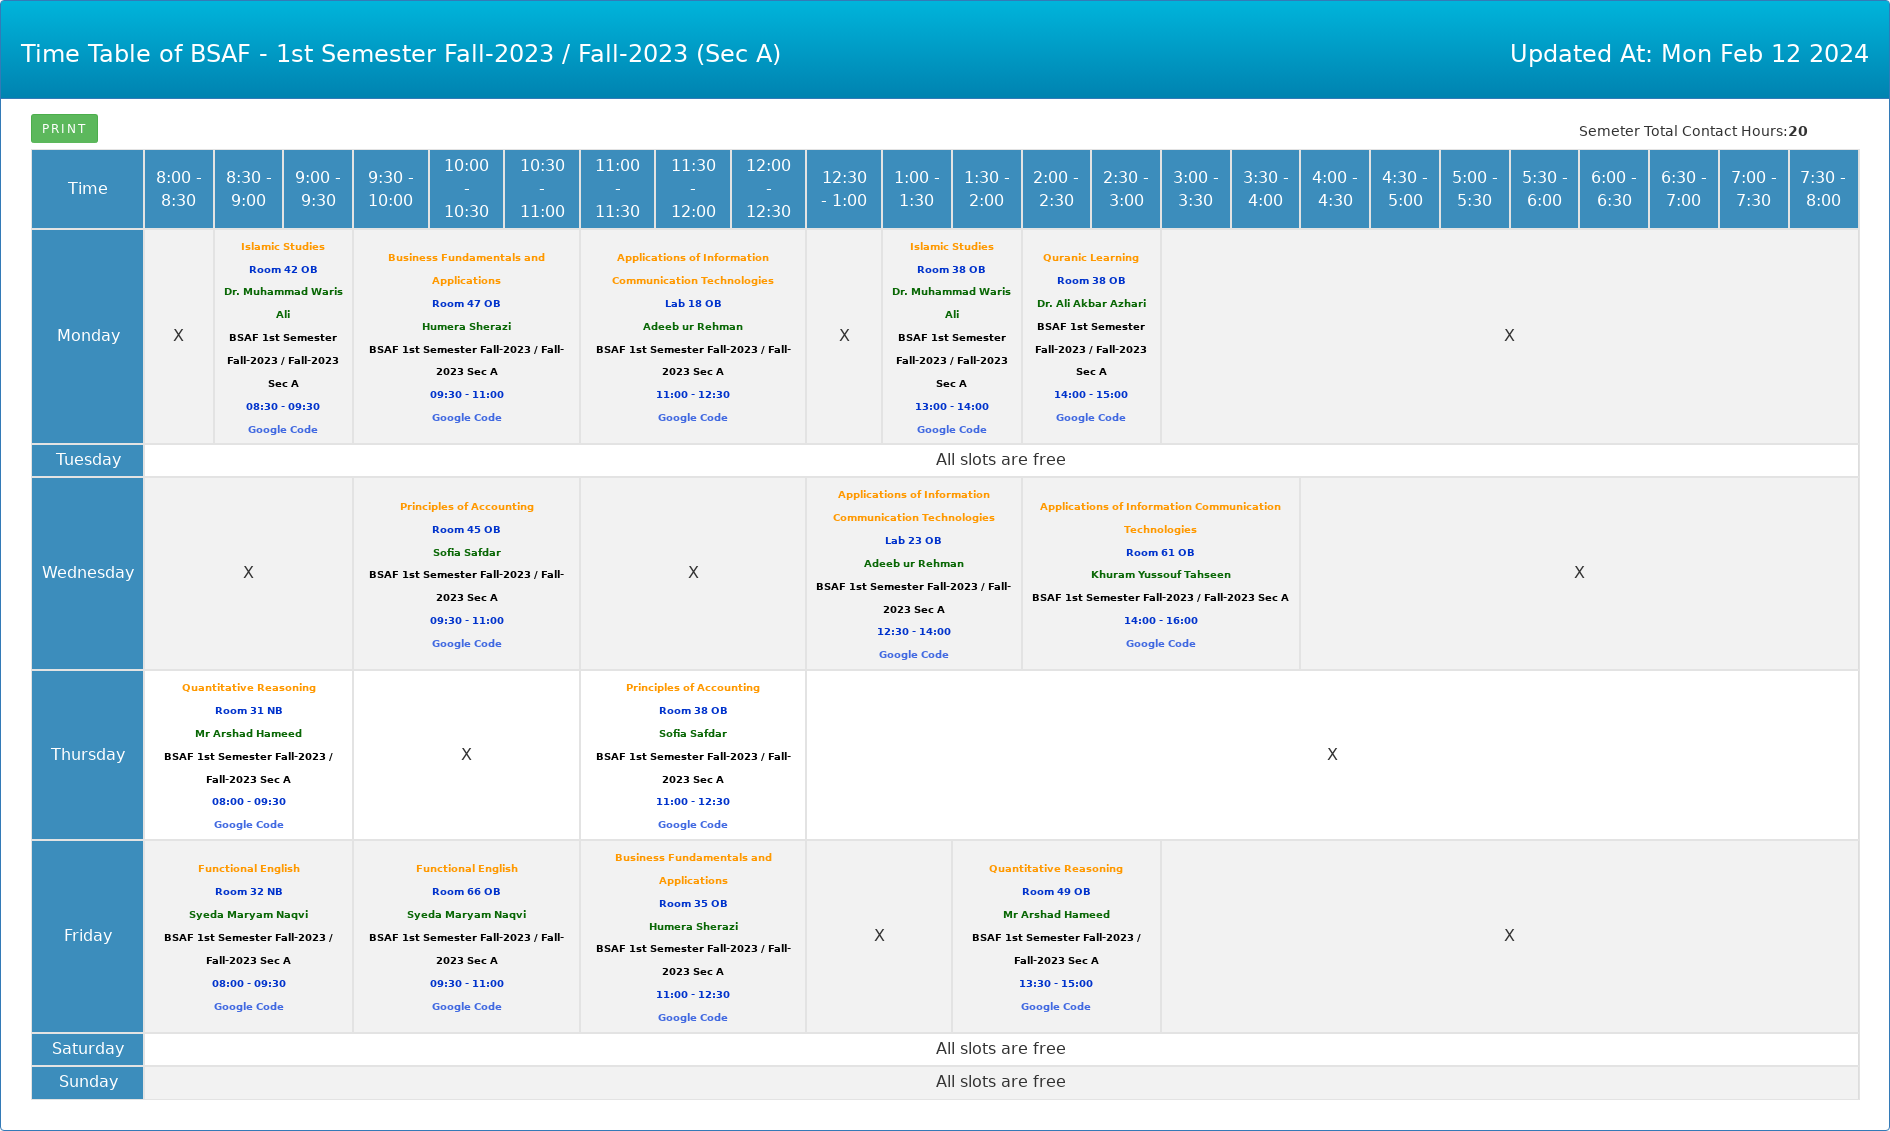 Time Table of BSAF - 1st Semester Fall-2023 / Fall-2023 (Sec A)
Updated At: Mon Feb 12 2024
PRINT
Semeter Total Contact Hours:20
Time
8:00 -
8:30
8:30 -
9:00
9:00 -
9:30
9:30 -
10:00
10:00
-
10:30
10:30
-
11:00
11:00
-
11:30
11:30
-
12:00
12:00
-
12:30
12:30
- 1:00
1:00 -
1:30
1:30 -
2:00
2:00 -
2:30
2:30 -
3:00
3:00 -
3:30
3:30 -
4:00
4:00 -
4:30
4:30 -
5:00
5:00 -
5:30
5:30 -
6:00
6:00 -
6:30
6:30 -
7:00
7:00 -
7:30
7:30 -
8:00
Monday
X
Islamic Studies
Room 42 OB
Dr. Muhammad Waris
Ali
BSAF 1st Semester
Fall-2023 / Fall-2023
Sec A
08:30 - 09:30
Google Code
Business Fundamentals and
Applications
Room 47 OB
Humera Sherazi
BSAF 1st Semester Fall-2023 / Fall-
2023 Sec A
09:30 - 11:00
Google Code
Applications of Information
Communication Technologies
Lab 18 OB
Adeeb ur Rehman
BSAF 1st Semester Fall-2023 / Fall-
2023 Sec A
11:00 - 12:30
Google Code
X
Islamic Studies
Room 38 OB
Dr. Muhammad Waris
Ali
BSAF 1st Semester
Fall-2023 / Fall-2023
Sec A
13:00 - 14:00
Google Code
Quranic Learning
Room 38 OB
Dr. Ali Akbar Azhari
BSAF 1st Semester
Fall-2023 / Fall-2023
Sec A
14:00 - 15:00
Google Code
X
Tuesday
All slots are free
Wednesday
X
Principles of Accounting
Room 45 OB
Sofia Safdar
BSAF 1st Semester Fall-2023 / Fall-
2023 Sec A
09:30 - 11:00
Google Code
X
Applications of Information
Communication Technologies
Lab 23 OB
Adeeb ur Rehman
BSAF 1st Semester Fall-2023 / Fall-
2023 Sec A
12:30 - 14:00
Google Code
Applications of Information Communication
Technologies
Room 61 OB
Khuram Yussouf Tahseen
BSAF 1st Semester Fall-2023 / Fall-2023 Sec A
14:00 - 16:00
Google Code
X
Thursday
Quantitative Reasoning
Room 31 NB
Mr Arshad Hameed
BSAF 1st Semester Fall-2023 /
Fall-2023 Sec A
08:00 - 09:30
Google Code
X
Principles of Accounting
Room 38 OB
Sofia Safdar
BSAF 1st Semester Fall-2023 / Fall-
2023 Sec A
11:00 - 12:30
Google Code
X
Friday
Functional English
Room 32 NB
Syeda Maryam Naqvi
BSAF 1st Semester Fall-2023 /
Fall-2023 Sec A
08:00 - 09:30
Google Code
Functional English
Room 66 OB
Syeda Maryam Naqvi
BSAF 1st Semester Fall-2023 / Fall-
2023 Sec A
09:30 - 11:00
Google Code
Business Fundamentals and
Applications
Room 35 OB
Humera Sherazi
BSAF 1st Semester Fall-2023 / Fall-
2023 Sec A
11:00 - 12:30
Google Code
X
Quantitative Reasoning
Room 49 OB
Mr Arshad Hameed
BSAF 1st Semester Fall-2023 /
Fall-2023 Sec A
13:30 - 15:00
Google Code
X
Saturday
All slots are free
Sunday
All slots are free